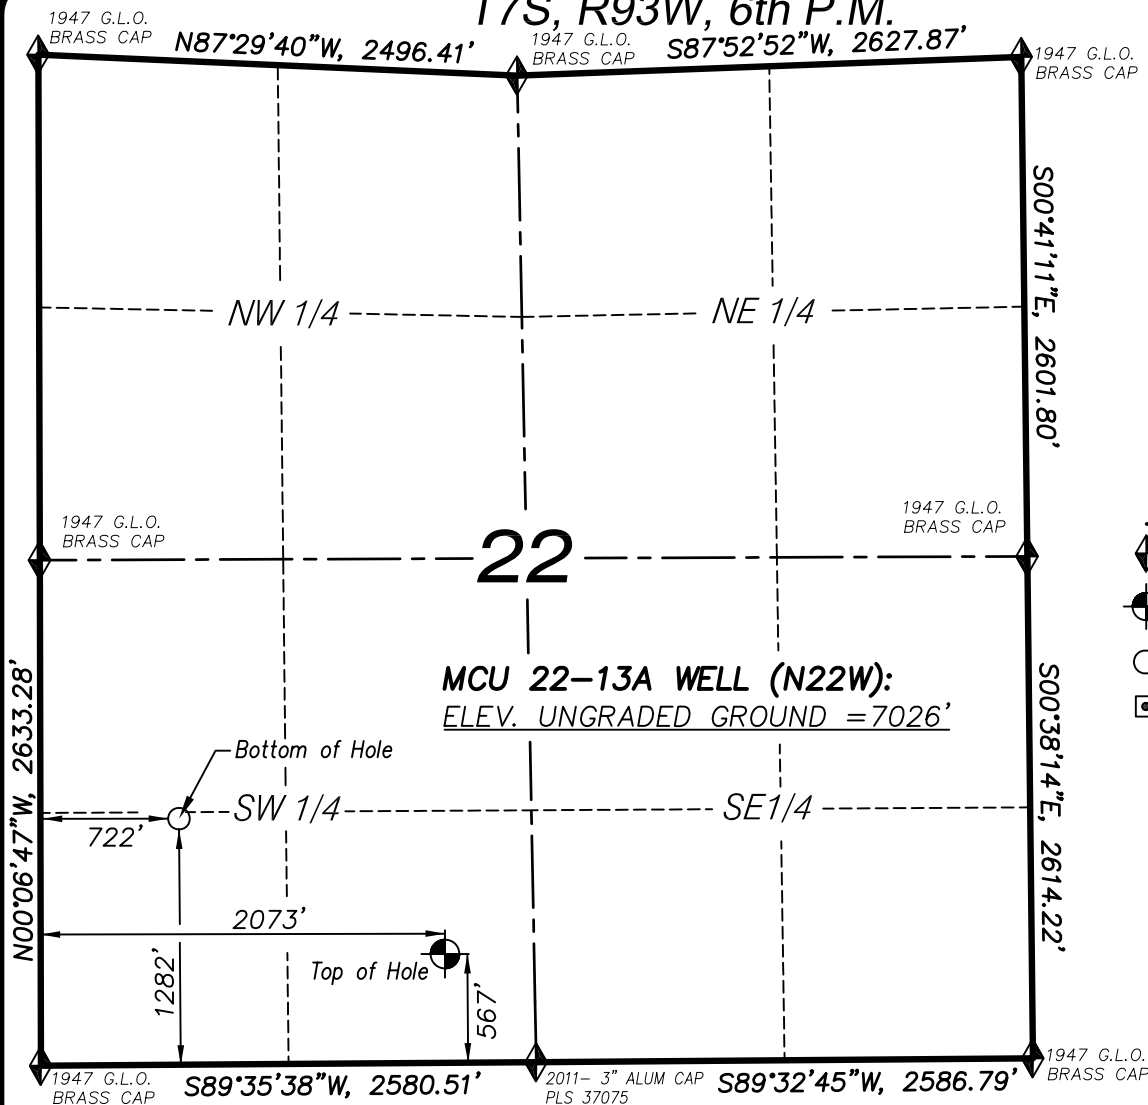 T7S, R93W, 6th P.M.
1947 G.L.O.
BRASS CAP
N87°29'40"W, 2496.41'
1947 G.L.O.
BRASS CAP
S87°52'52"W, 2627.87'
1947 G.L.O.
BRASS CAP
S00°41'11"E, 2601.80'
NW 1/4
NE 1/4
1947 G.L.O.
BRASS CAP
1947 G.L.O.
BRASS CAP
22
MCU 22-13A WELL (N22W):
ELEV. UNGRADED GROUND =7026'
N00°06'47"W, 2633.28'
S00°38'14"E, 2614.22'
Bottom of Hole
SW 1/4
SE1/4
722'
2073'
1282'
Top of Hole
567'
1947 G.L.O.
BRASS CAP
S89°35'38"W, 2580.51'
2011- 3" ALUM CAP
PLS 37075
S89°32'45"W, 2586.79'
1947 G.L.O.
BRASS CAP